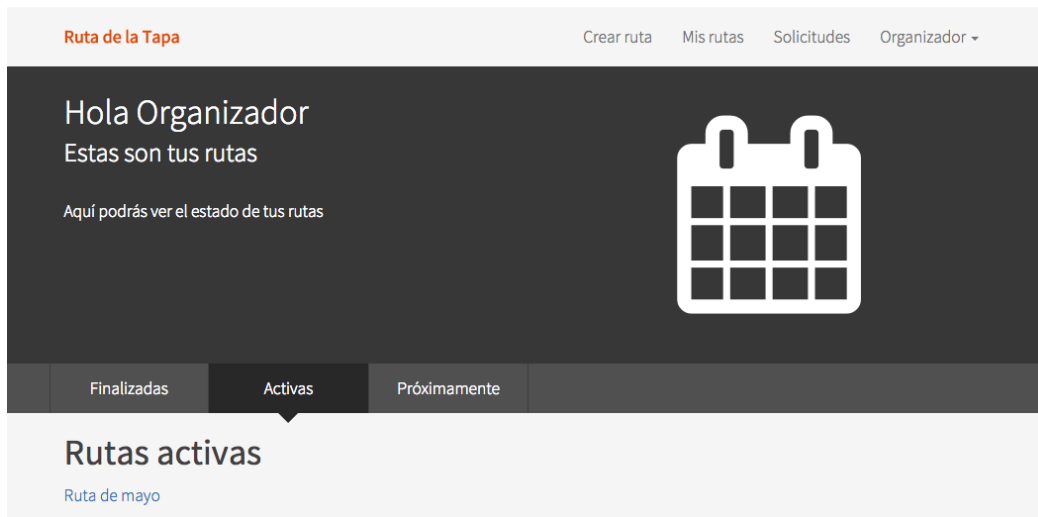 Ruta de la Tapa
Crear ruta Mis rutas Solicitudes Organizador
Hola Organizador
Estas son tus rutas
Aquí podrás ver el estado de tus rutas
Finalizadas Activas Próximamente
Rutas activas
Ruta de mayo